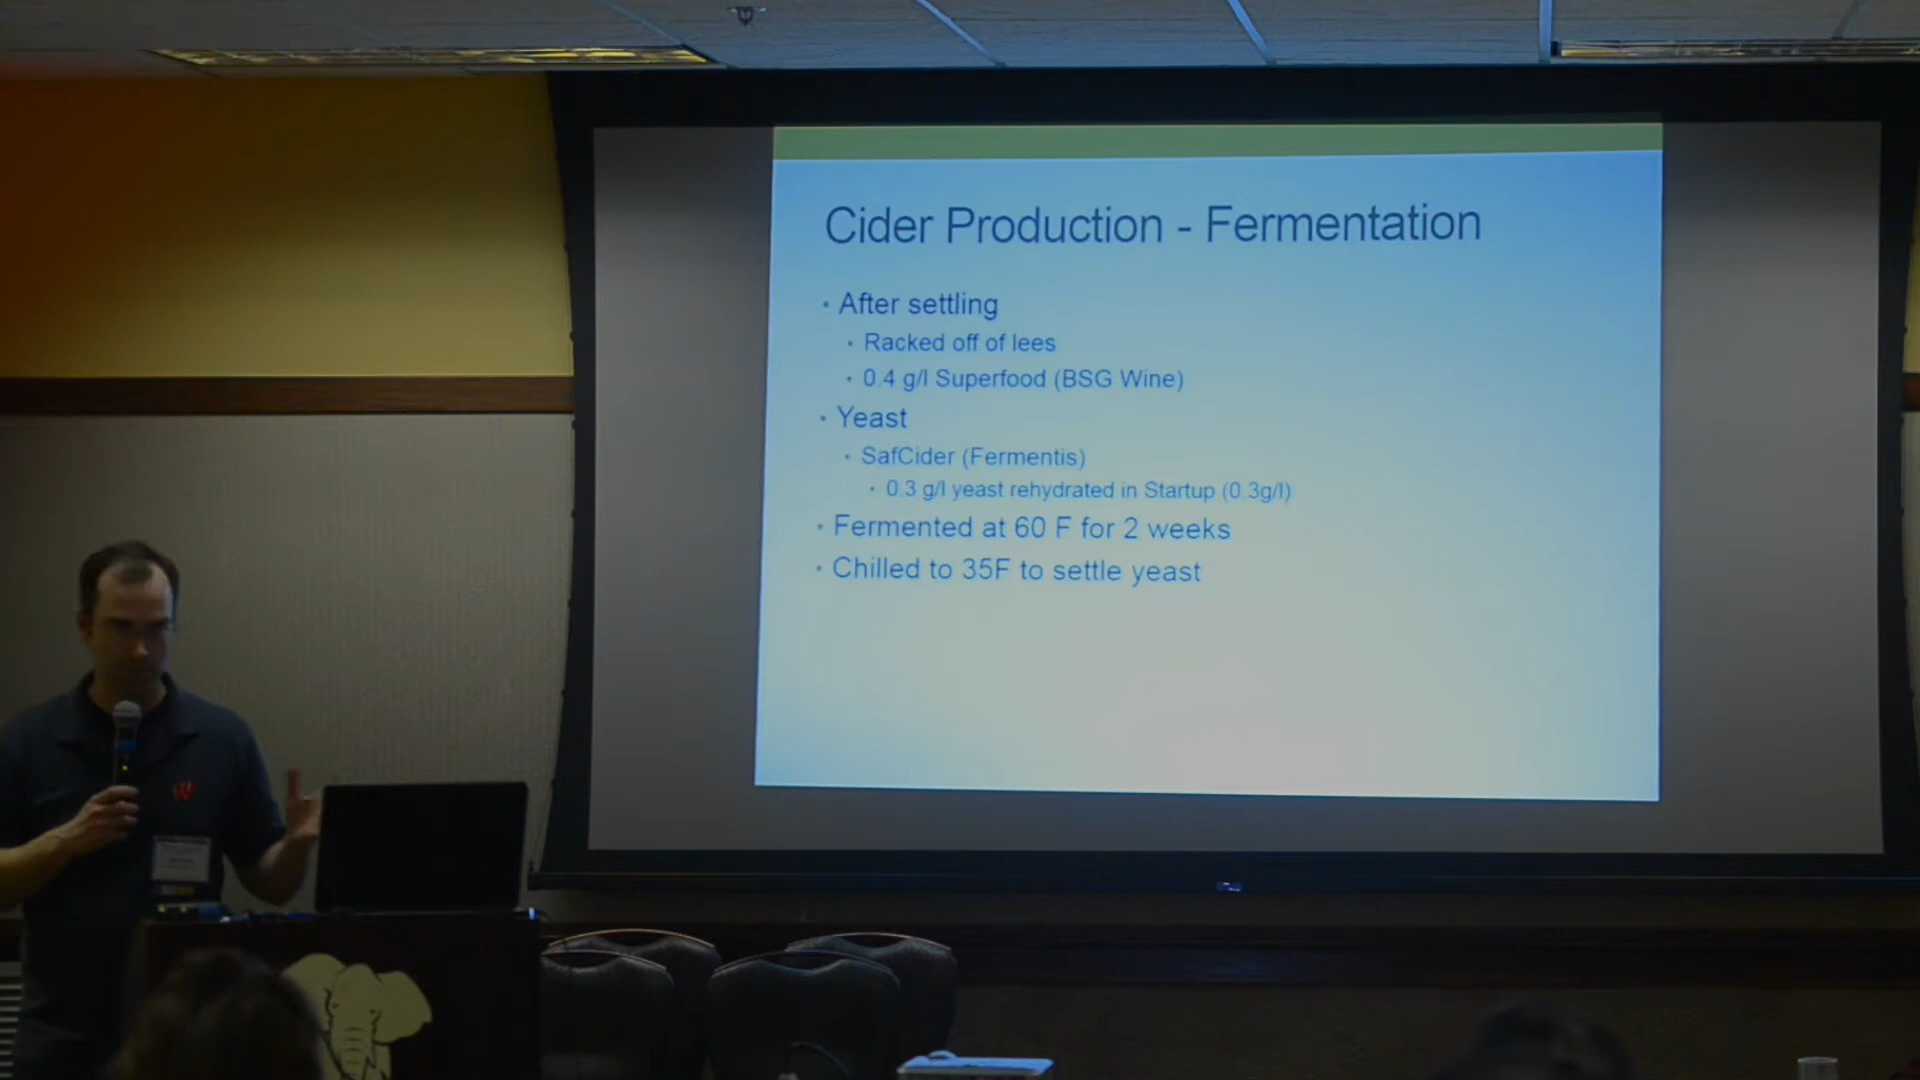 Cider Production - Fermentation
• After settling
• Racked off of lees
• 0.4 g/l Superfood (BSG Wine)
• Yeast
• SafCider (Fermentis)
• 0.3 g/l yeast rehydrated in Startup (0.3g/l)
• Fermented at 60 F for 2 weeks
• Chilled to 35F to settle yeast
W